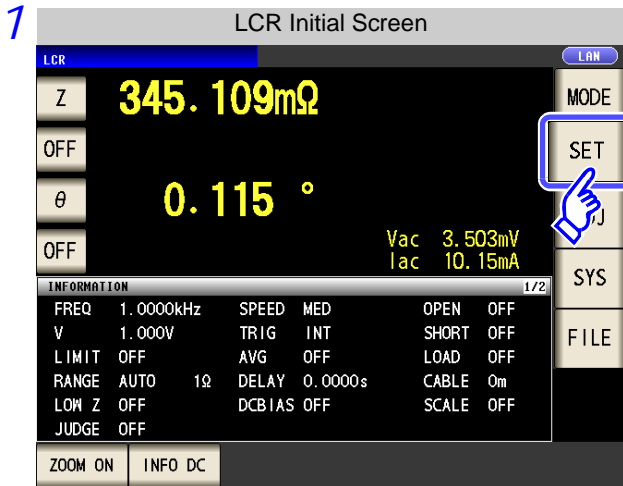 1
LCR Initial Screen
LCR
LAN
Z 345.109mΩ
MODE
OFF
SET
θ 0.115 °
OFF
Vac 3.503mV
Iac 10.15mA
SYS
INFORMATION 1/2
FREQ 1.0000kHz SPEED MED OPEN OFF
V 1.000V TRIG INT SHORT OFF
FILE
LIMIT OFF AVG OFF LOAD OFF
RANGE AUTO 1Ω DELAY 0.0000s CABLE 0m
LOW Z OFF DCBIAS OFF SCALE OFF
JUDGE OFF
ZOOM ON INFO DC